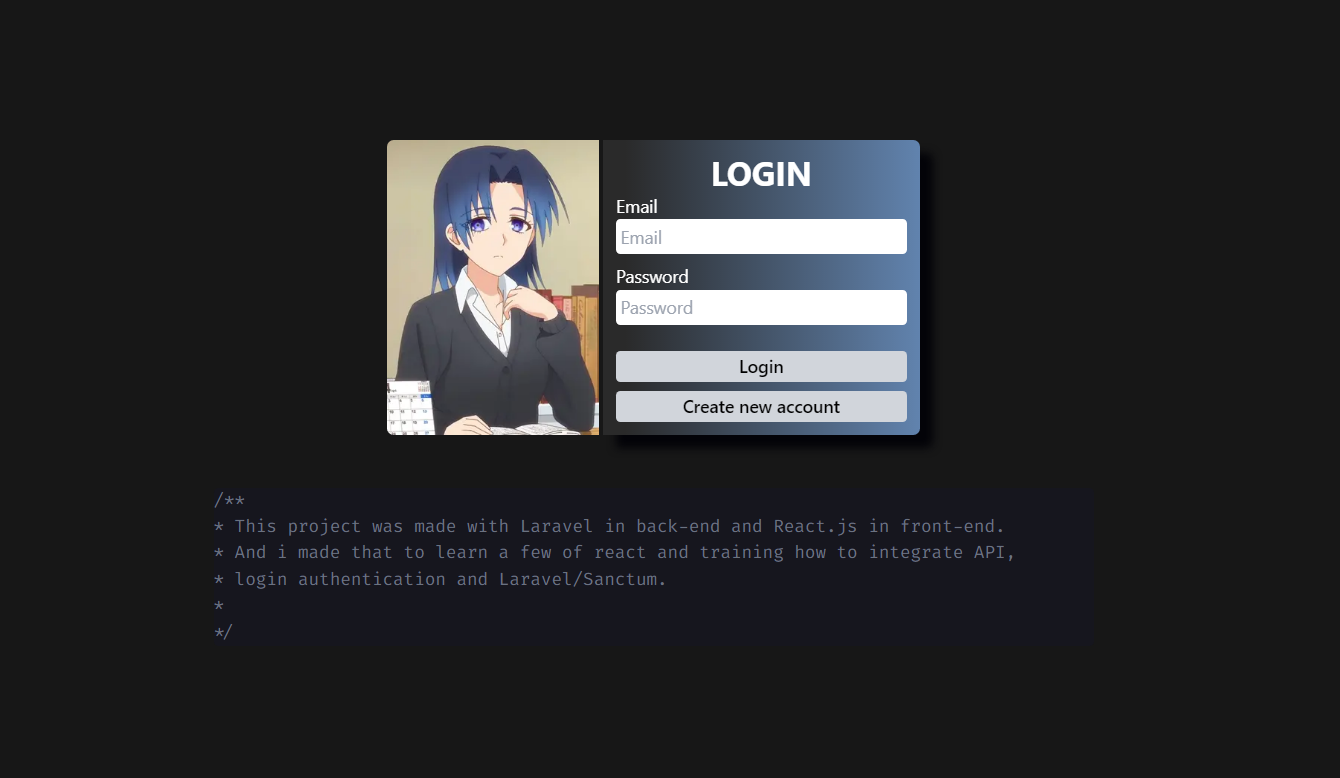 LOGIN
Email
Email
Password
Password
Login
Create new account
/**
* This project was made with Laravel in back-end and React.js in front-end.
* And i made that to learn a few of react and training how to integrate API,
* login authentication and Laravel/Sanctum.
*
*/